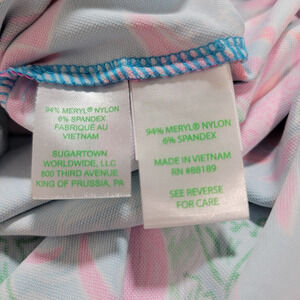 94% MERYL® NYLON
6% SPANDEX
FABRIQUÉ AU
VIETNAM
SUGARTOWN
WORLDWIDE, LLC
800 THIRD AVENUE
KING OF PRUSSIA, PA
94% MERYL® NYLON
6% SPANDEX
MADE IN VIETNAM
RN #88189
SEE REVERSE
FOR CARE